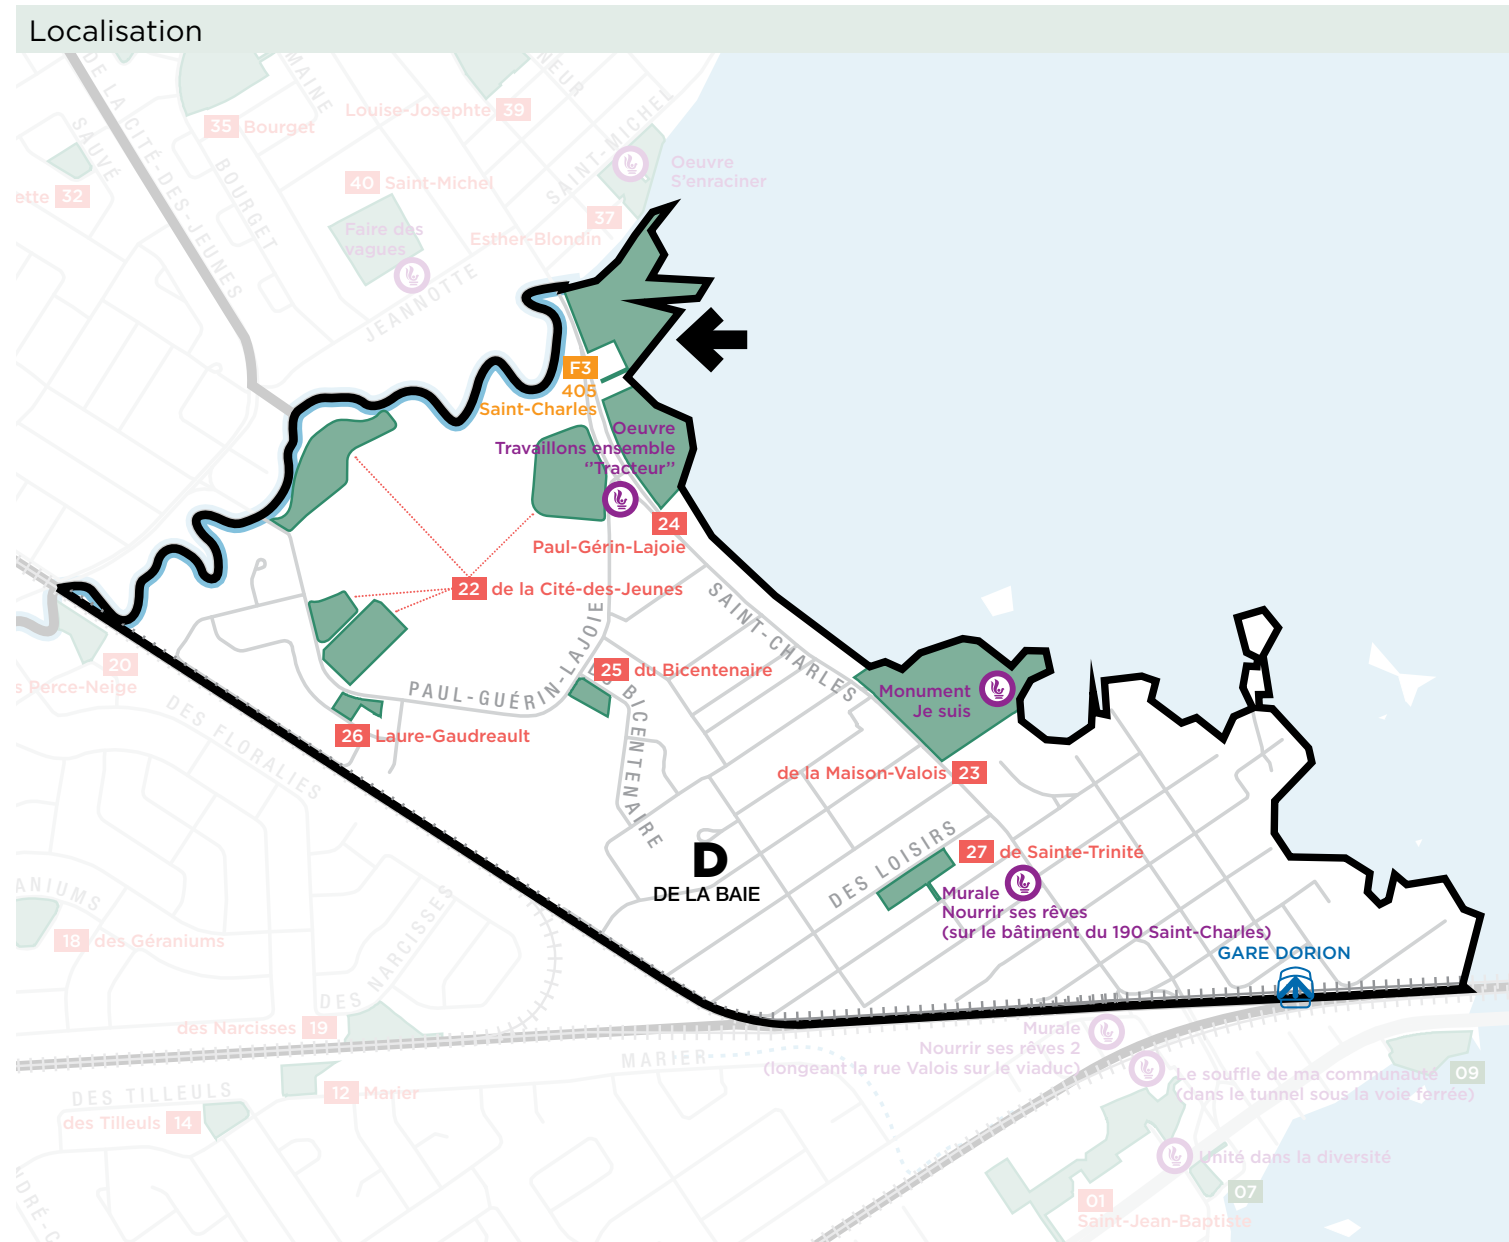 Localisation
DE LA CITÉ-DES-JEUNES
SAUVÉ
BOURGET
MAINE
NEUR
SAINT-MICHEL
Louise-Josephte 39
35 Bourget
ette 32
40 Saint-Michel
Faire des
vagues
Oeuvre
S'enraciner
37
Esther-Blondin
JEANNOTTE
F3
405
Saint-Charles
Oeuvre
Travaillons ensemble
‘’Tracteur’’
24
Paul-Gérin-Lajoie
22 de la Cité-des-Jeunes
SAINT-CHARLES
20
s Perce-Neige
25 du Bicentenaire
PAUL-GUÉRIN-LAJOIE
BICENTENAIRE
Monument
Je suis
26 Laure-Gaudreault
DES FLORALIES
de la Maison-Valois 23
D
DE LA BAIE
DES LOISIRS
27 de Sainte-Trinité
Murale
Nourrir ses rêves
(sur le bâtiment du 190 Saint-Charles)
GARE DORION
ANIUMS
18 des Géraniums
DES NARCISSES
des Narcisses 19
MARIER
Murale
Nourrir ses rêves 2
(longeant la rue Valois sur le viaduc)
Le souffle de ma communauté 09
(dans le tunnel sous la voie ferrée)
DES TILLEULS
12 Marier
des Tilleuls 14
Unité dans la diversité
07
01
Saint-Jean-Baptiste
NDRÉ-C